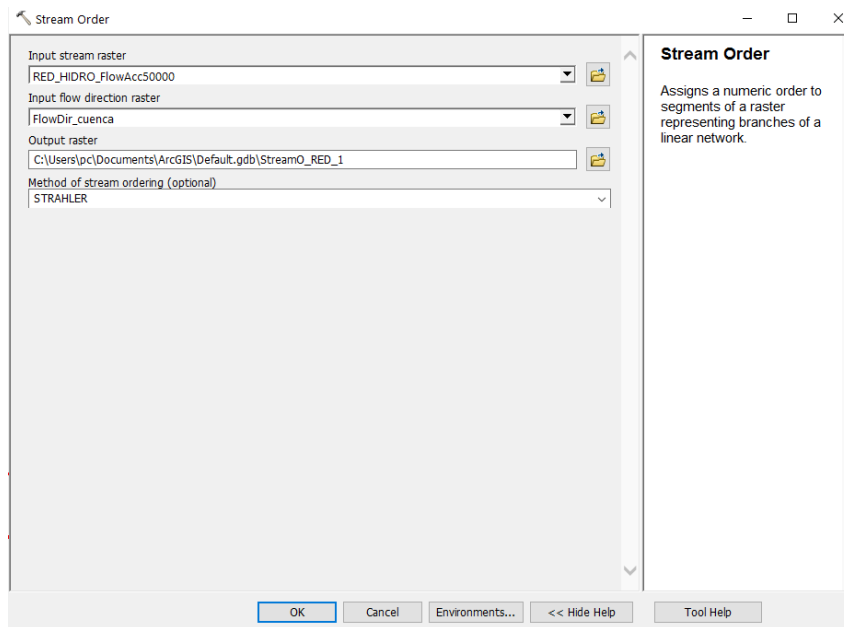 Stream Order
Input stream raster
RED_HIDRO_FlowAcc50000
Input flow direction raster
FlowDir_cuenca
Output raster
C:\Users\pc\Documents\ArcGIS\Default.gdb\StreamO_RED_1
Method of stream ordering (optional)
STRAHLER
Stream Order
Assigns a numeric order to
segments of a raster
representing branches of a
linear network.
OK
Cancel
Environments...
<< Hide Help
Tool Help